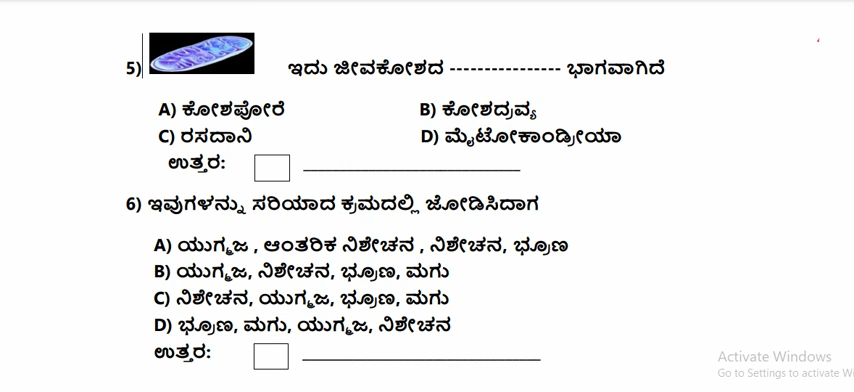 5) ಇದು ಜೀವಕೋಶದ ---------------- ಭಾಗವಾಗಿದೆ
A) ಕೋಶಪೋರೆ B) ಕೋಶದ್ರವ್ಯ
C) ರಸದಾನಿ D) ಮೈಟೋಕಾಂಡ್ರೀಯಾ
ಉತ್ತರ: ____________________________
6) ಇವುಗಳನ್ನು ಸರಿಯಾದ ಕ್ರಮದಲ್ಲಿ ಜೋಡಿಸಿದಾಗ
A) ಯುಗ್ಮಜ , ಆಂತರಿಕ ನಿಶೇಚನ , ನಿಶೇಚನ, ಭ್ರೂಣ
B) ಯುಗ್ಮಜ, ನಿಶೇಚನ, ಭ್ರೂಣ, ಮಗು
C) ನಿಶೇಚನ, ಯುಗ್ಮಜ, ಭ್ರೂಣ, ಮಗು
D) ಭ್ರೂಣ, ಮಗು, ಯುಗ್ಮಜ, ನಿಶೇಚನ
ಉತ್ತರ: ______________________________
Activate Windows
Go to Settings to activate Wi